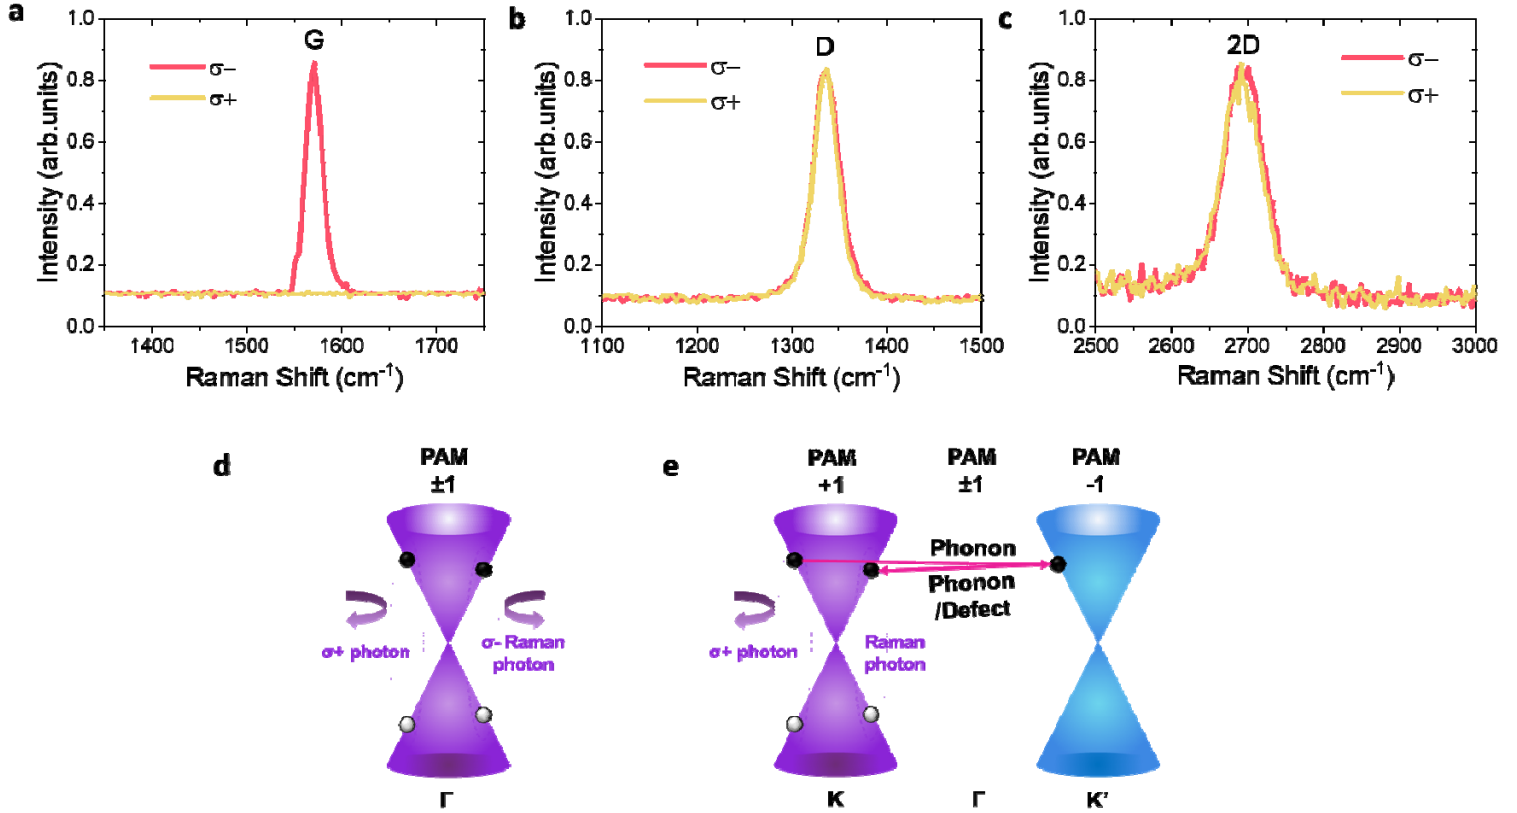 a
1.0
0.8
0.6
0.4
0.2
0.0
Intensity (arb.units)
G
σ−
σ+
1400 1500 1600 1700
Raman Shift (cm⁻¹)
b
1.0
0.8
0.6
0.4
0.2
0.0
Intensity (arb.units)
D
σ−
σ+
1100 1200 1300 1400 1500
Raman Shift (cm⁻¹)
c
1.0
0.8
0.6
0.4
0.2
0.0
Intensity (arb.units)
2D
σ−
σ+
2500 2600 2700 2800 2900 3000
Raman Shift (cm⁻¹)
d
PAM
±1
σ+ photon
σ- Raman
photon
Γ
e
PAM
+1
PAM
±1
PAM
-1
Phonon
Phonon
/Defect
σ+ photon
Raman
photon
K
Γ
K'